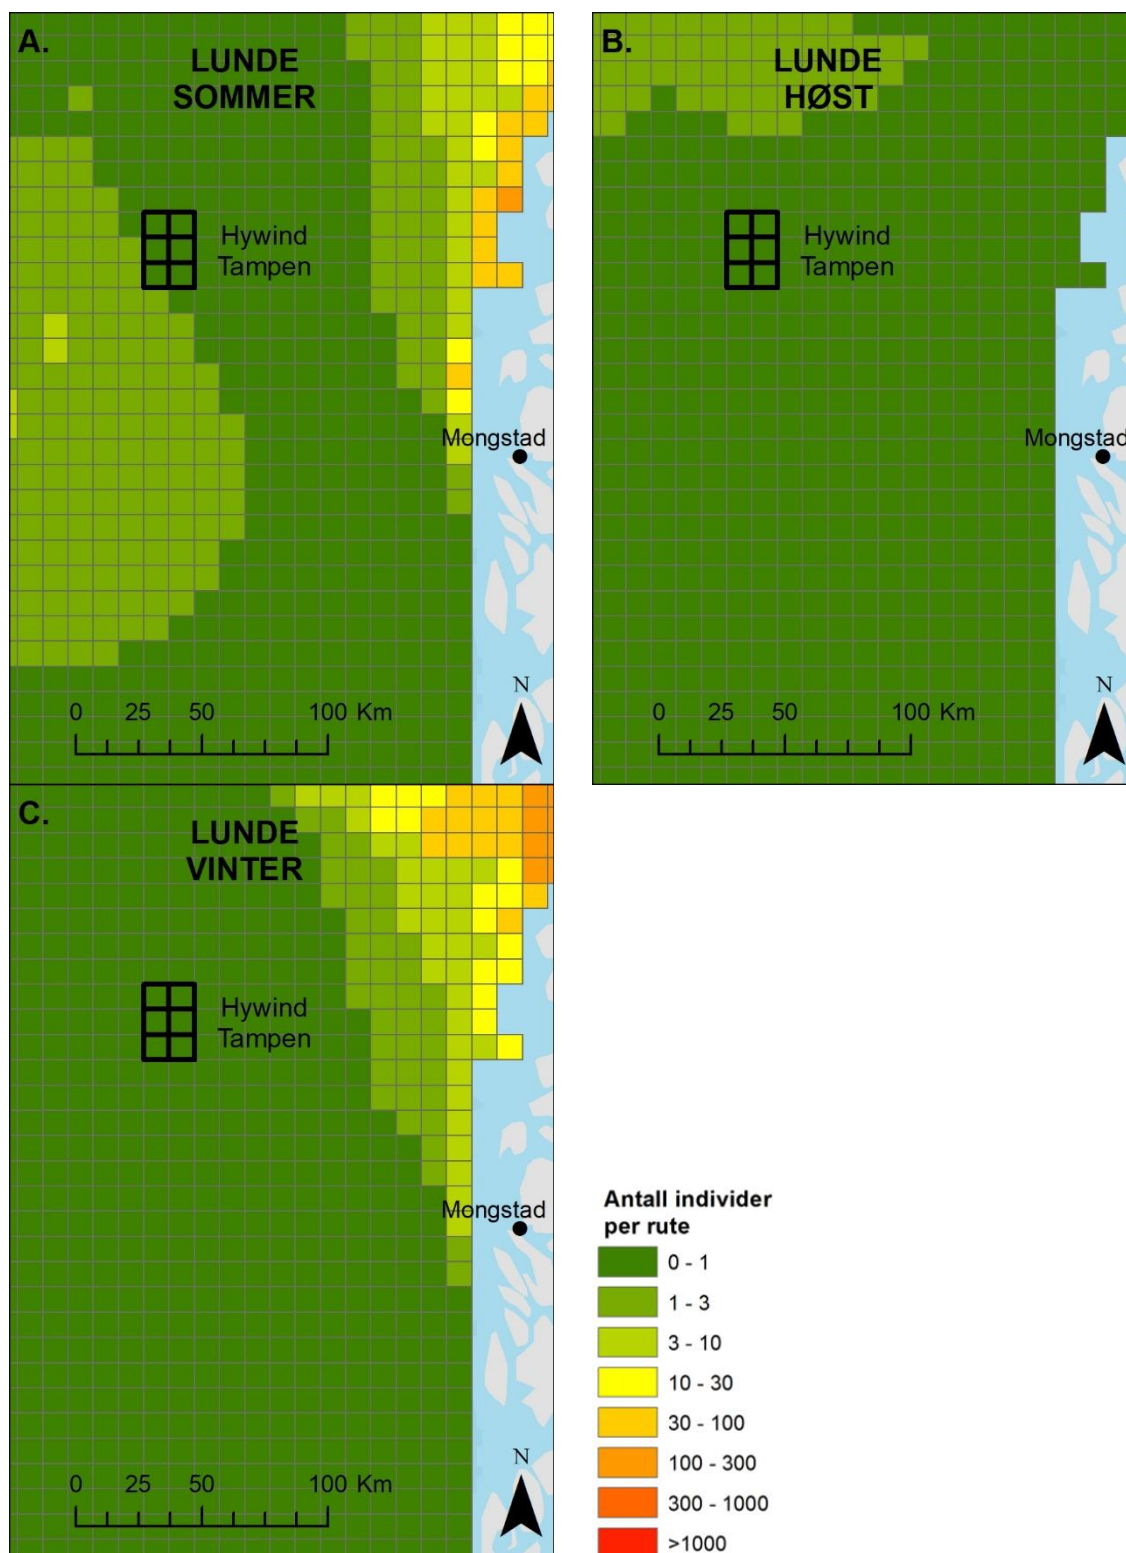 A.
LUNDE
SOMMER
Hywind
Tampen
Mongstad
N
0 25 50 100 Km
B.
LUNDE
HØST
Hywind
Tampen
Mongstad
N
0 25 50 100 Km
C.
LUNDE
VINTER
Hywind
Tampen
Mongstad
N
0 25 50 100 Km
Antall individer
per rute
0 - 1
1 - 3
3 - 10
10 - 30
30 - 100
100 - 300
300 - 1000
>1000